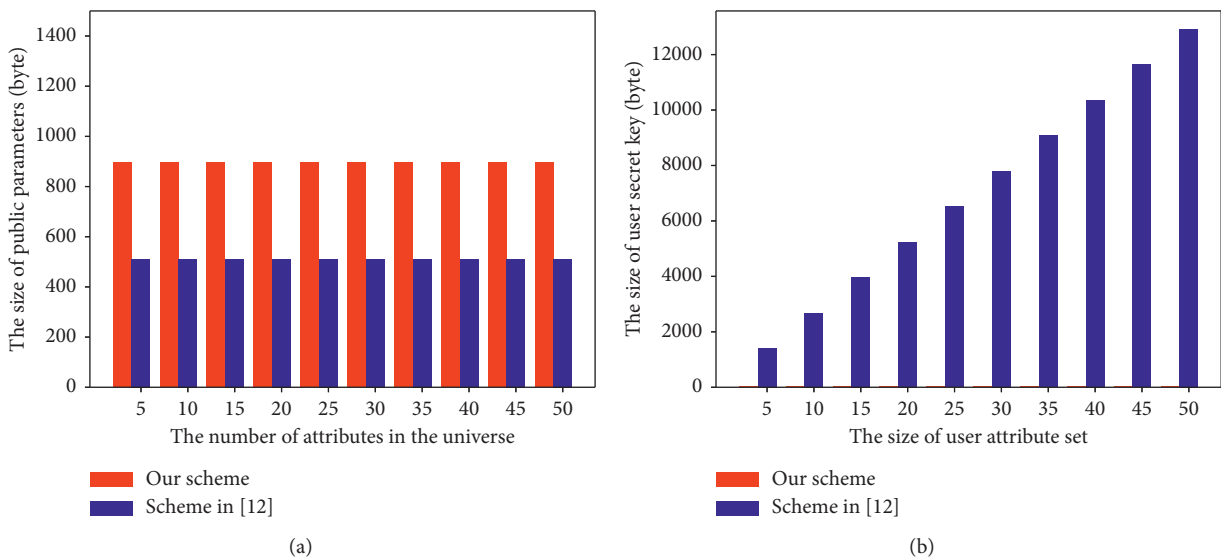 The size of public parameters (byte)
1400
1200
1000
800
600
400
200
0
5 10 15 20 25 30 35 40 45 50
The number of attributes in the universe
Our scheme
Scheme in [12]
(a)
The size of user secret key (byte)
12000
10000
8000
6000
4000
2000
0
5 10 15 20 25 30 35 40 45 50
The size of user attribute set
Our scheme
Scheme in [12]
(b)